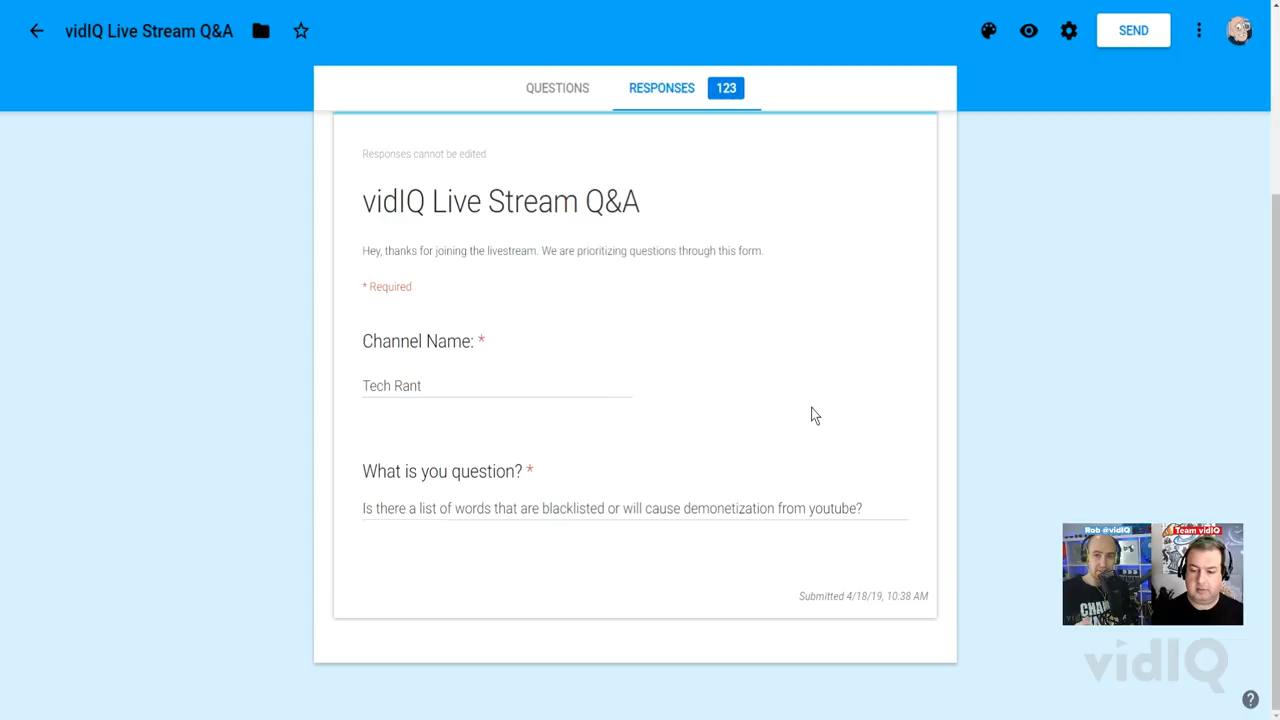 vidIQ Live Stream Q&A
SEND
QUESTIONS
RESPONSES
123
Responses cannot be edited
vidIQ Live Stream Q&A
Hey, thanks for joining the livestream. We are prioritizing questions through this form.
* Required
Channel Name: *
Tech Rant
What is you question? *
Is there a list of words that are blacklisted or will cause demonetization from youtube?
Submitted 4/18/19, 10:38 AM
Rob @vidIQ
Team vidIQ
vidIQ